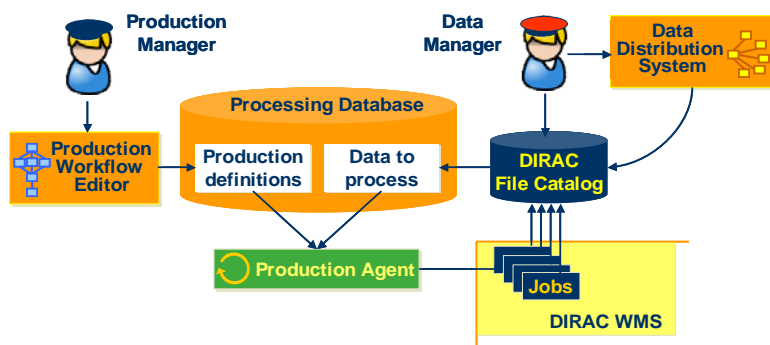 Production
Manager
Data
Manager
Data
Distribution
System
Processing Database
Production
Workflow
Editor
Production
definitions
Data to
process
DIRAC
File Catalog
Production Agent
Jobs
DIRAC WMS